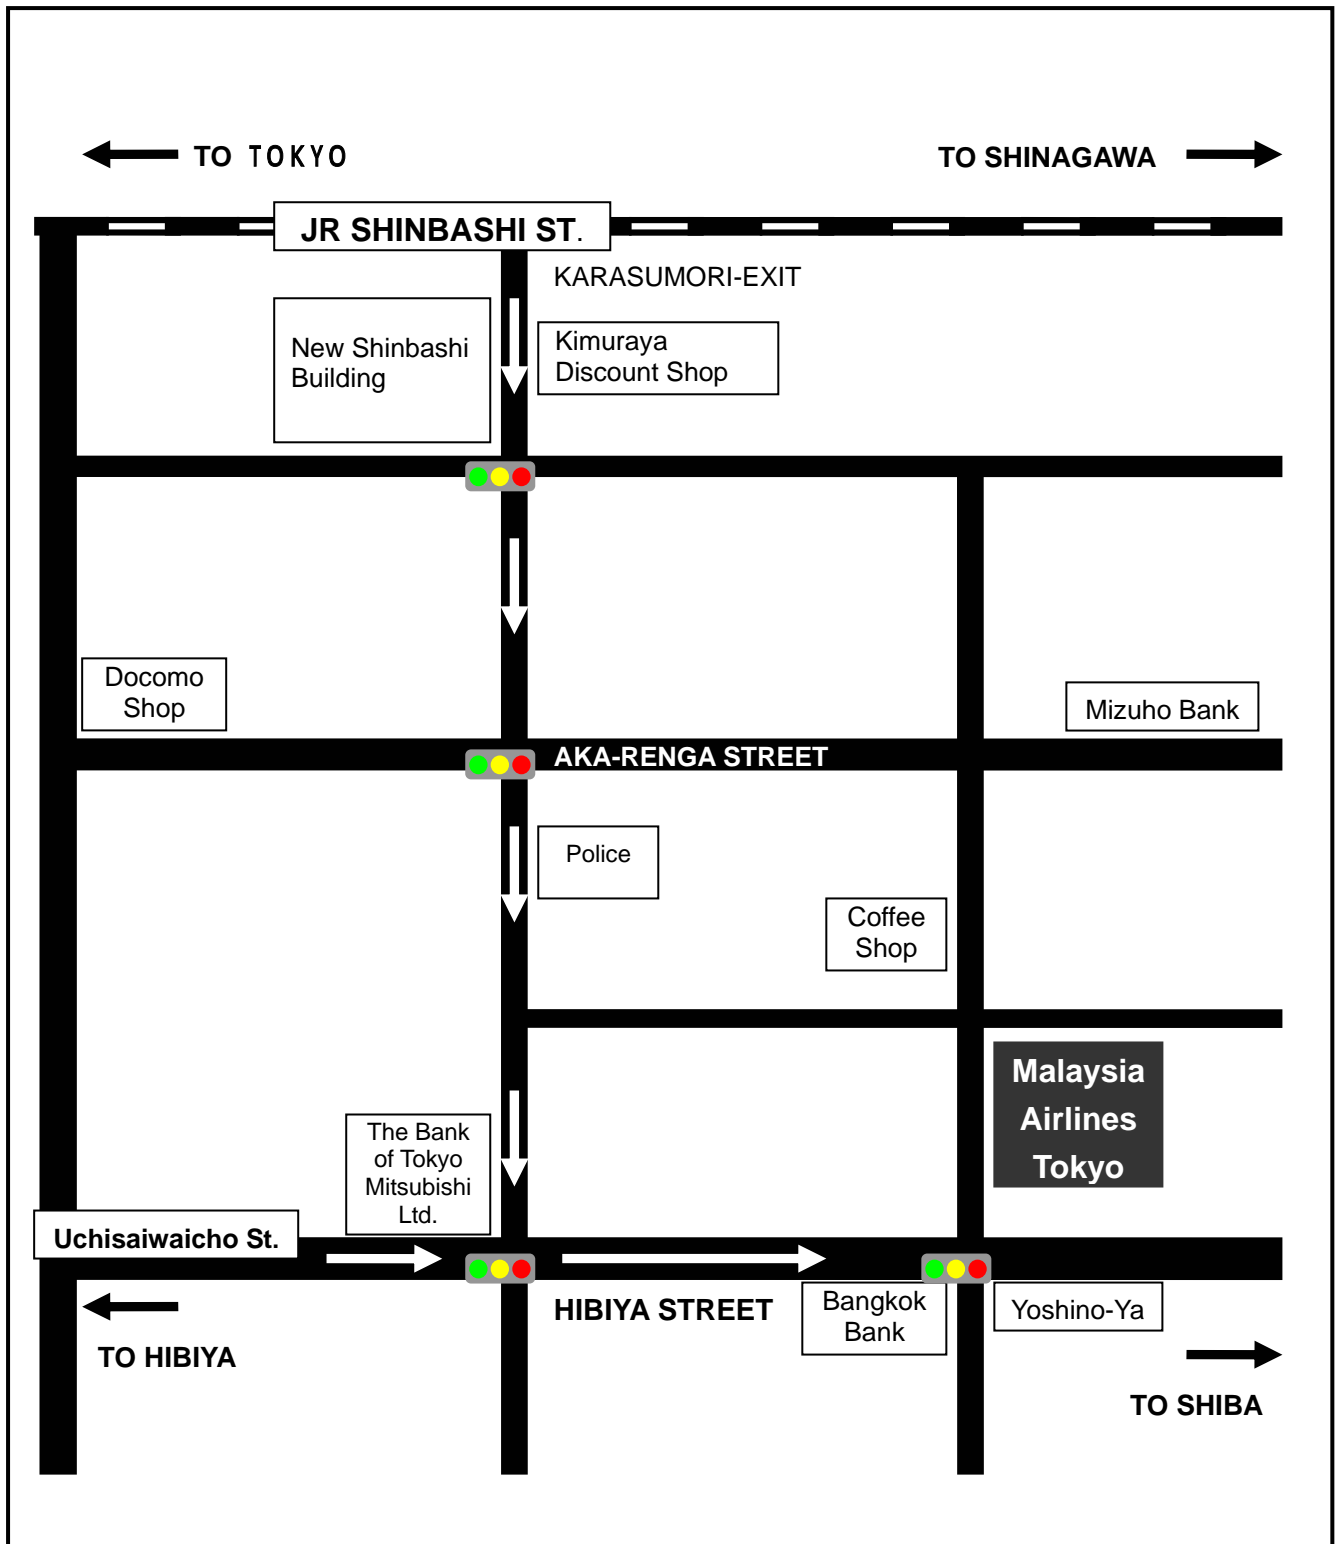 TO TOKYO
TO SHINAGAWA
JR SHINBASHI ST.
KARASUMORI-EXIT
New Shinbashi
Building
Kimuraya
Discount Shop
Docomo
Shop
Mizuho Bank
AKA-RENGA STREET
Police
Coffee
Shop
Malaysia
Airlines
Tokyo
The Bank
of Tokyo
Mitsubishi
Ltd.
Uchisaiwaicho St.
HIBIYA STREET
Bangkok
Bank
Yoshino-Ya
TO HIBIYA
TO SHIBA